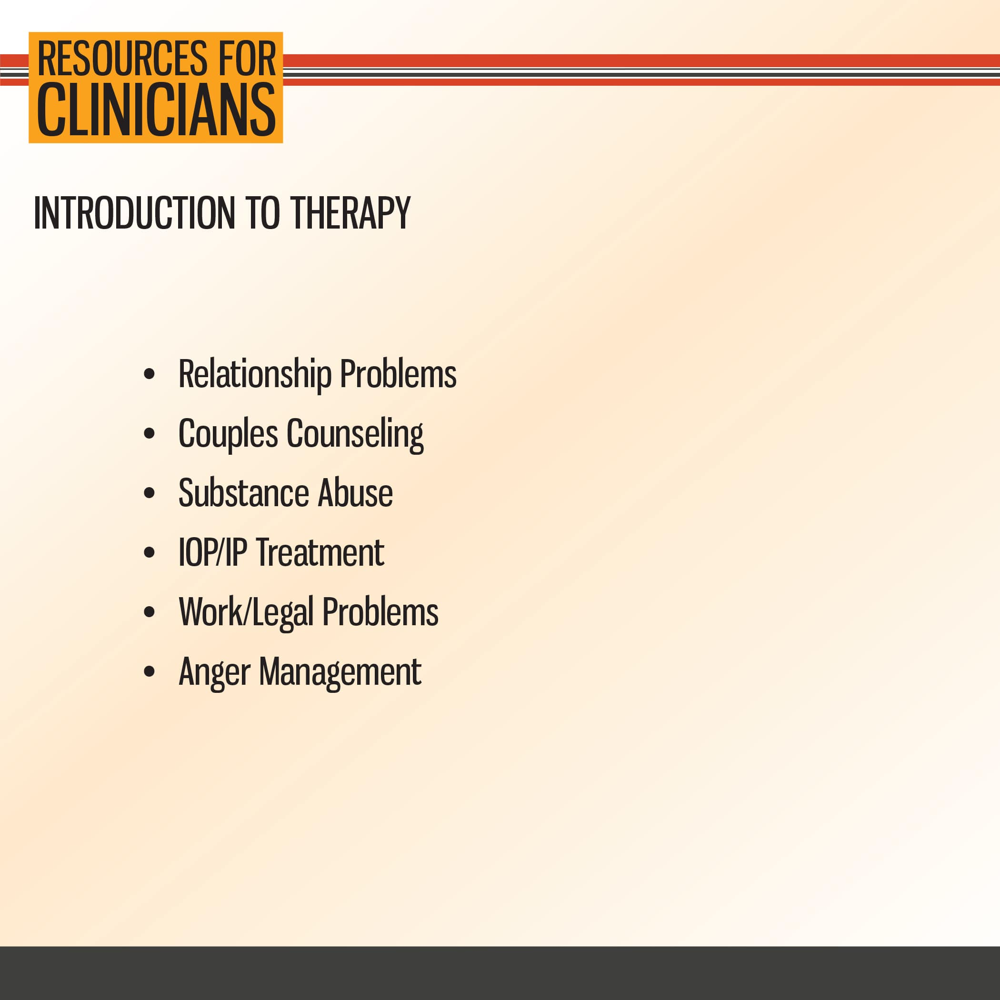 RESOURCES FOR
CLINICIANS
INTRODUCTION TO THERAPY
• Relationship Problems
• Couples Counseling
• Substance Abuse
• IOP/IP Treatment
• Work/Legal Problems
• Anger Management